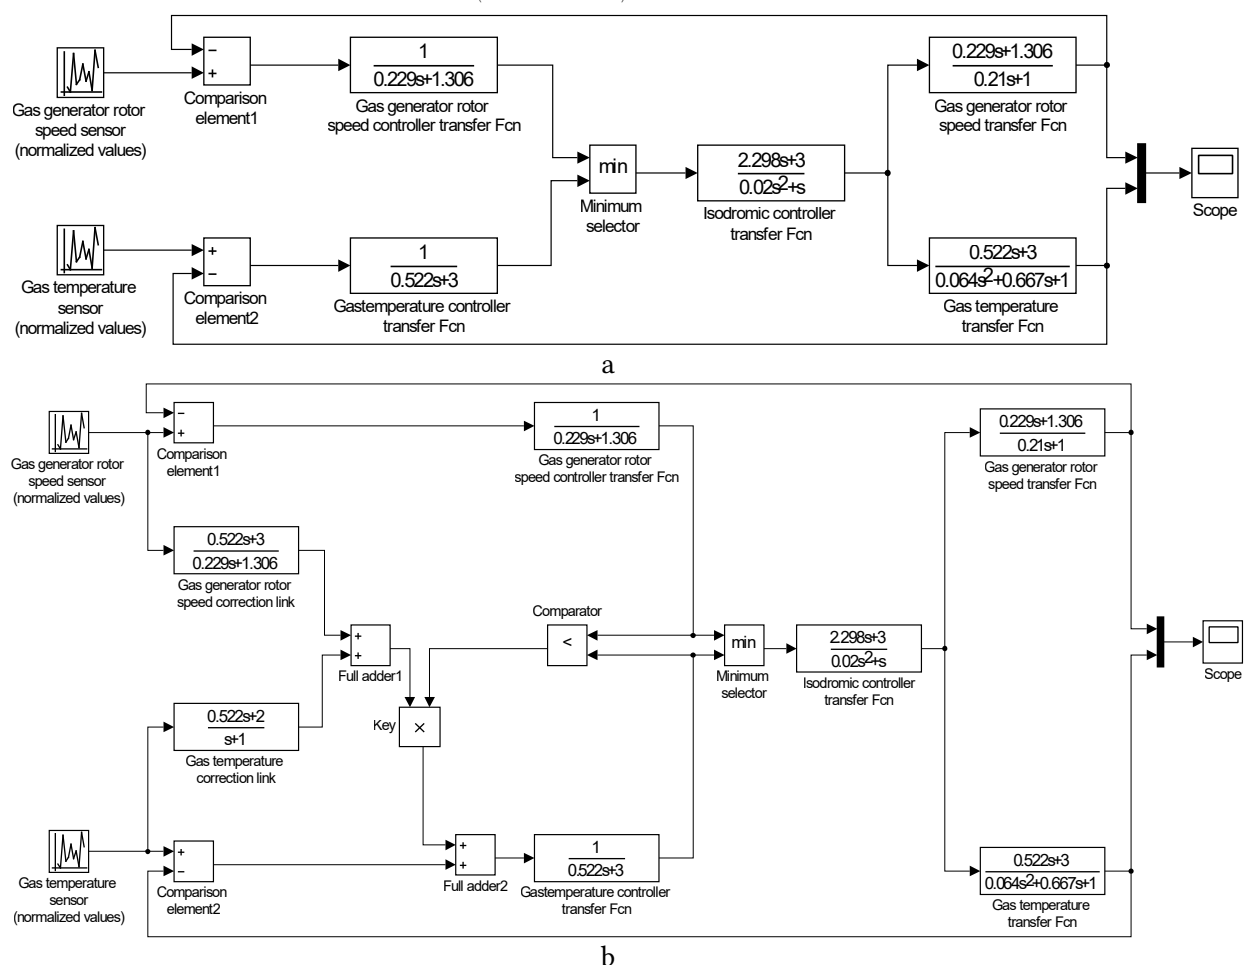 −
+
1
0.229s+1.306
0.229s+1.306
0.21s+1
Comparison
element1
Gas generator rotor
speed sensor
(normalized values)
Gas generator rotor
speed controller transfer Fcn
Gas generator rotor
speed transfer Fcn
min
2.298s+3
0.02s²+s
Minimum
selector
Isodromic controller
transfer Fcn
Scope
+
−
1
0.522s+3
0.522s+3
0.064s²+0.667s+1
Gas temperature
sensor
(normalized values)
Comparison
element2
Gastemperature controller
transfer Fcn
Gas temperature
transfer Fcn
a
−
+
1
0.229s+1.306
0.229s+1.306
0.21s+1
Gas generator rotor
speed sensor
(normalized values)
Comparison
element1
Gas generator rotor
speed controller transfer Fcn
Gas generator rotor
speed transfer Fcn
0.522s+3
0.229s+1.306
Gas generator rotor
speed correction link
Comparator
+
+
<
min
2.298s+3
0.02s²+s
Full adder1
Minimum
selector
Isodromic controller
transfer Fcn
Scope
0.522s+2
s+1
Key
×
Gas temperature
correction link
+
−
+
+
1
0.522s+3
0.522s+3
0.064s²+0.667s+1
Gas temperature
sensor
(normalized values)
Comparison
element2
Full adder2
Gastemperature controller
transfer Fcn
Gas temperature
transfer Fcn
b